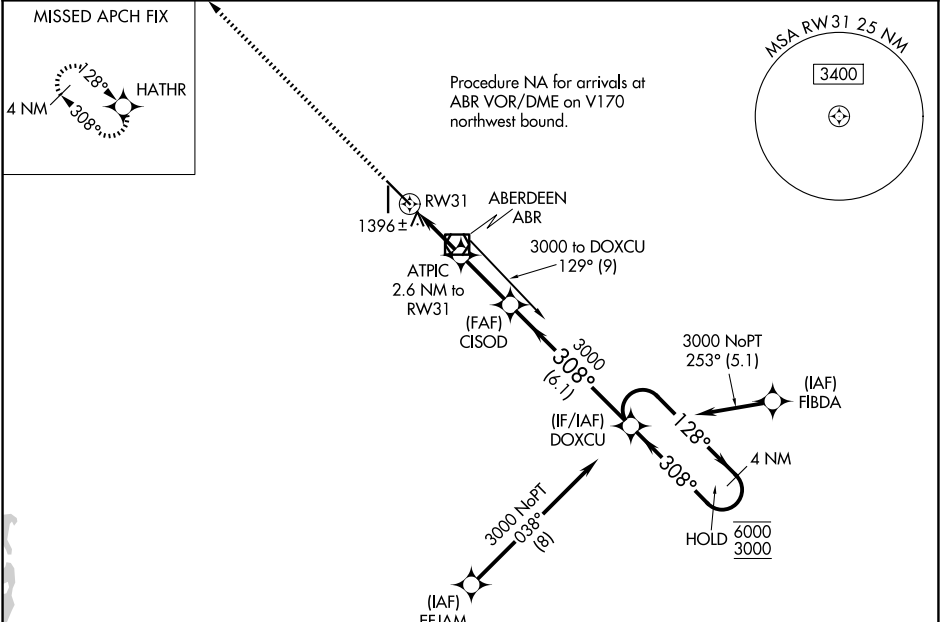 MISSED APCH FIX
128°
HATHR
4 NM
308°
Procedure NA for arrivals at
ABR VOR/DME on V170
northwest bound.
MSA RW31 25 NM
3400
RW31
1396±
ABERDEEN
ABR
3000 to DOXCU
129° (9)
ATPIC
2.6 NM to
RW31
(FAF)
CISOD
3000
308°
(6.1)
3000 NoPT
253° (5.1)
(IAF)
FIBDA
(IF/IAF)
DOXCU
128°
308°
4 NM
HOLD
6000
3000
3000 NoPT
038°
(8)
(IAF)